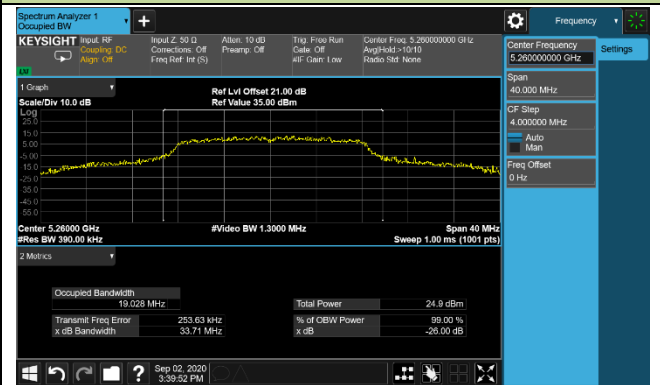 Spectrum Analyzer 1
Occupied BW
Frequency
KEYSIGHT
Input: RF
Coupling: DC
Align: Off
Input Z: 50 Ω
Corrections: Off
Freq Ref: Int (S)
Atten: 10 dB
Preamp: Off
Trig: Free Run
Gate: Off
#IF Gain: Low
Center Freq: 5.260000000 GHz
Avg|Hold:>10/10
Radio Std: None
LXI
1 Graph
Scale/Div 10.0 dB
Ref Lvl Offset 21.00 dB
Ref Value 35.00 dBm
Log
25.0
15.0
5.00
-5.00
-15.0
-25.0
-35.0
-45.0
-55.0
Center 5.26000 GHz
#Res BW 390.00 kHz
#Video BW 1.3000 MHz
Span 40 MHz
Sweep 1.00 ms (1001 pts)
2 Metrics
Occupied Bandwidth
19.028 MHz
Total Power 24.9 dBm
Transmit Freq Error 253.63 kHz
% of OBW Power 99.00 %
x dB Bandwidth 33.71 MHz
x dB -26.00 dB
Center Frequency
5.260000000 GHz
Settings
Span
40.000 MHz
CF Step
4.000000 MHz
Auto
Man
Freq Offset
0 Hz
?
Sep 02, 2020
3:39:52 PM